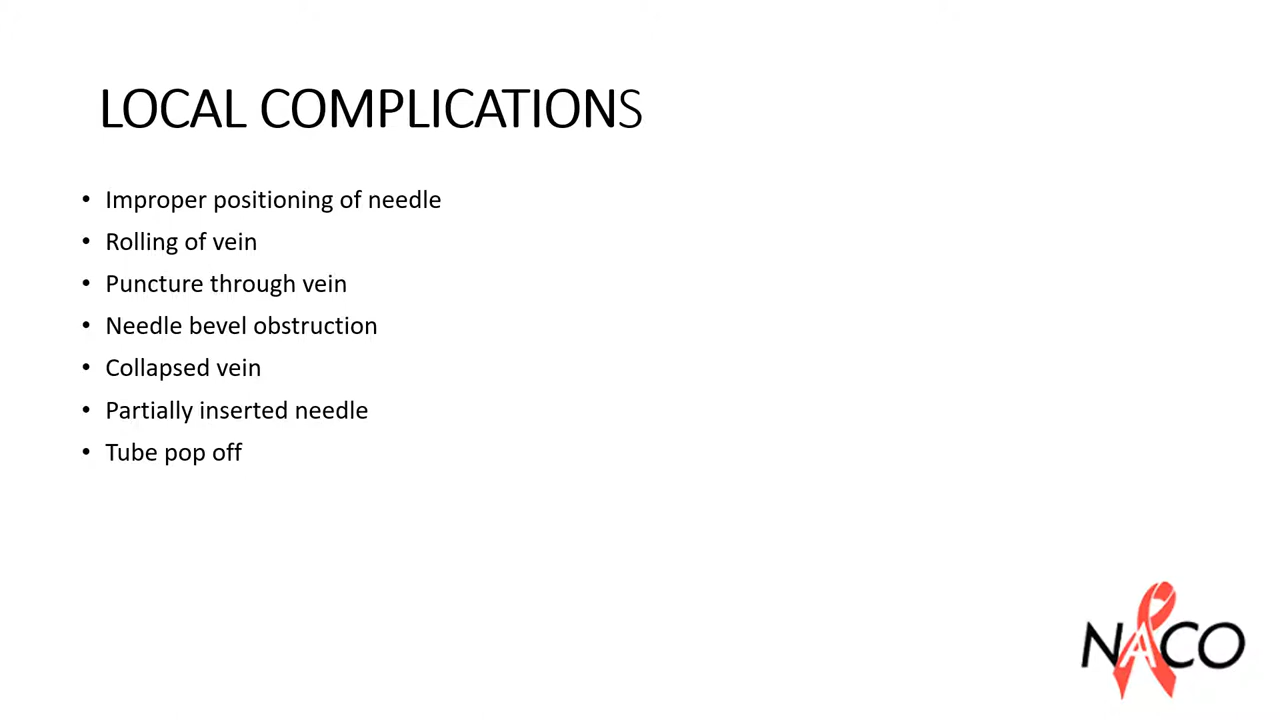 LOCAL COMPLICATIONS
• Improper positioning of needle
• Rolling of vein
• Puncture through vein
• Needle bevel obstruction
• Collapsed vein
• Partially inserted needle
• Tube pop off
NACO